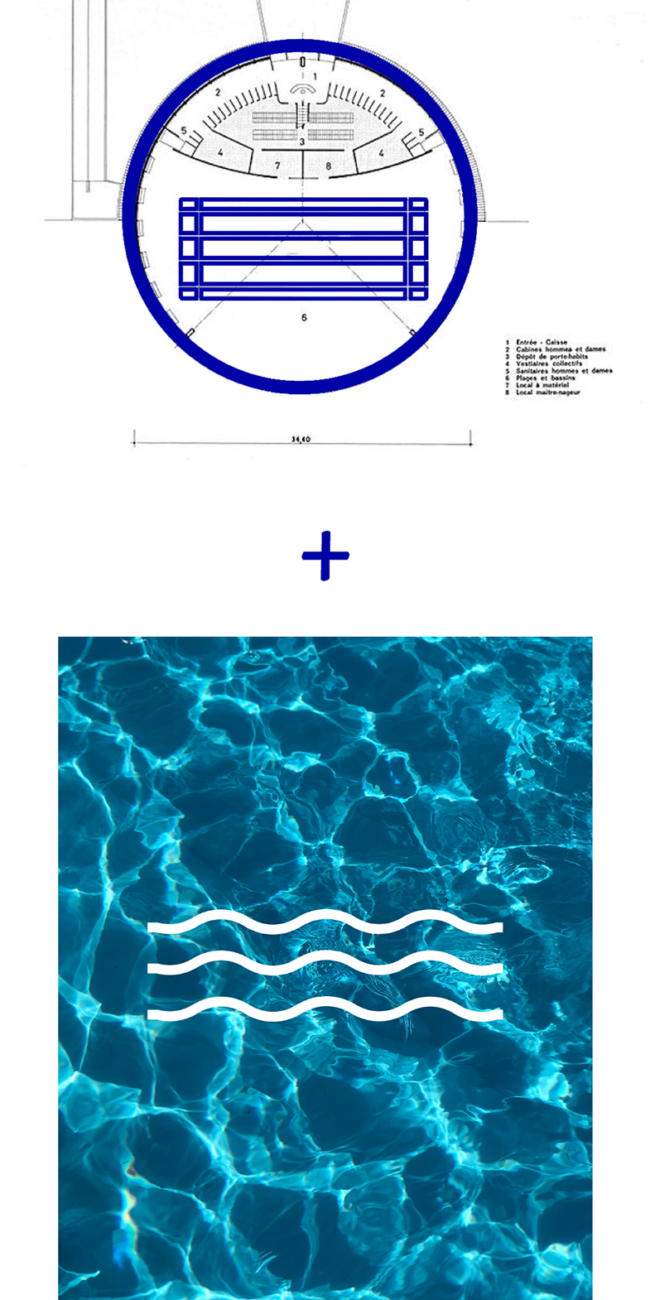 1
2
2
5
5
3
4
4
7
8
6
1 Entrée - Caisse
2 Cabines hommes et dames
3 Dépôt de porte-habits
4 Vestiaires collectifs
5 Sanitaires hommes et dames
6 Plages et bassins
7 Local à matériel
8 Local maître-nageur
34,40
+